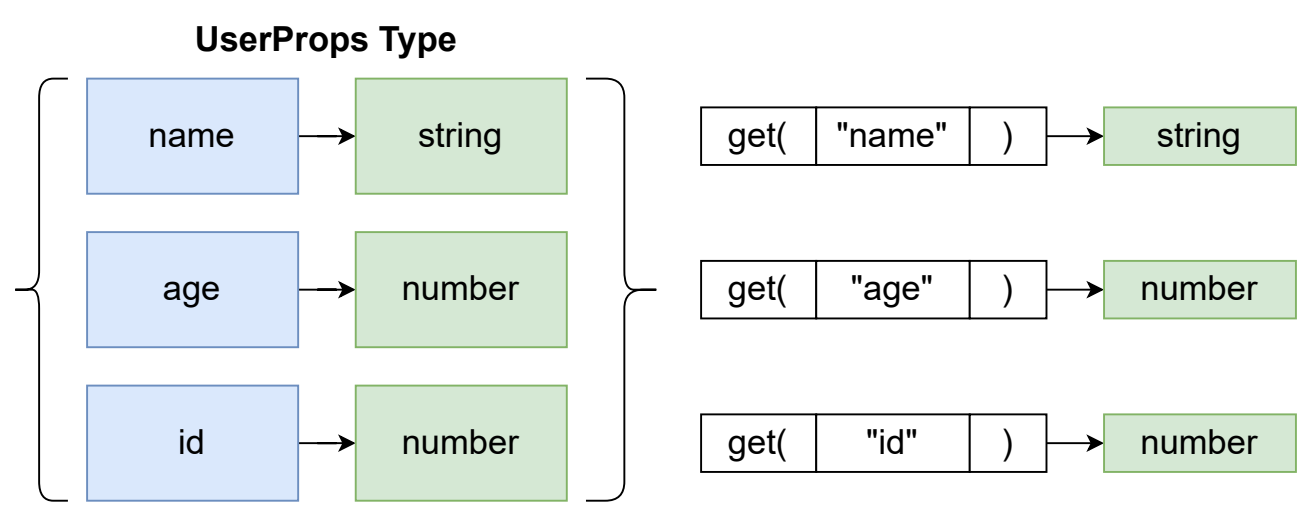 UserProps Type
name string
age number
id number
get( "name" ) string
get( "age" ) number
get( "id" ) number